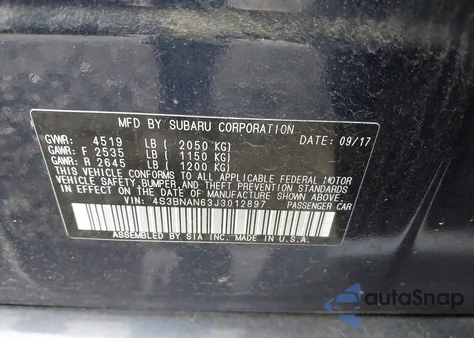 MFD BY SUBARU CORPORATION DATE: 09/17
GVWR: 4519 LB ( 2050 KG)
GAWR: F 2535 LB ( 1150 KG)
GAWR: R 2645 LB ( 1200 KG)
THIS VEHICLE CONFORMS TO ALL APPLICABLE FEDERAL MOTOR
VEHICLE SAFETY, BUMPER, AND THEFT PREVENTION STANDARDS
IN EFFECT ON THE DATE OF MANUFACTURE SHOWN ABOVE.
VIN: 4S3BNAN63J3012897 PASSENGER CAR
ASSEMBLED BY SIA INC. MADE IN U.S.A.
autoSnap